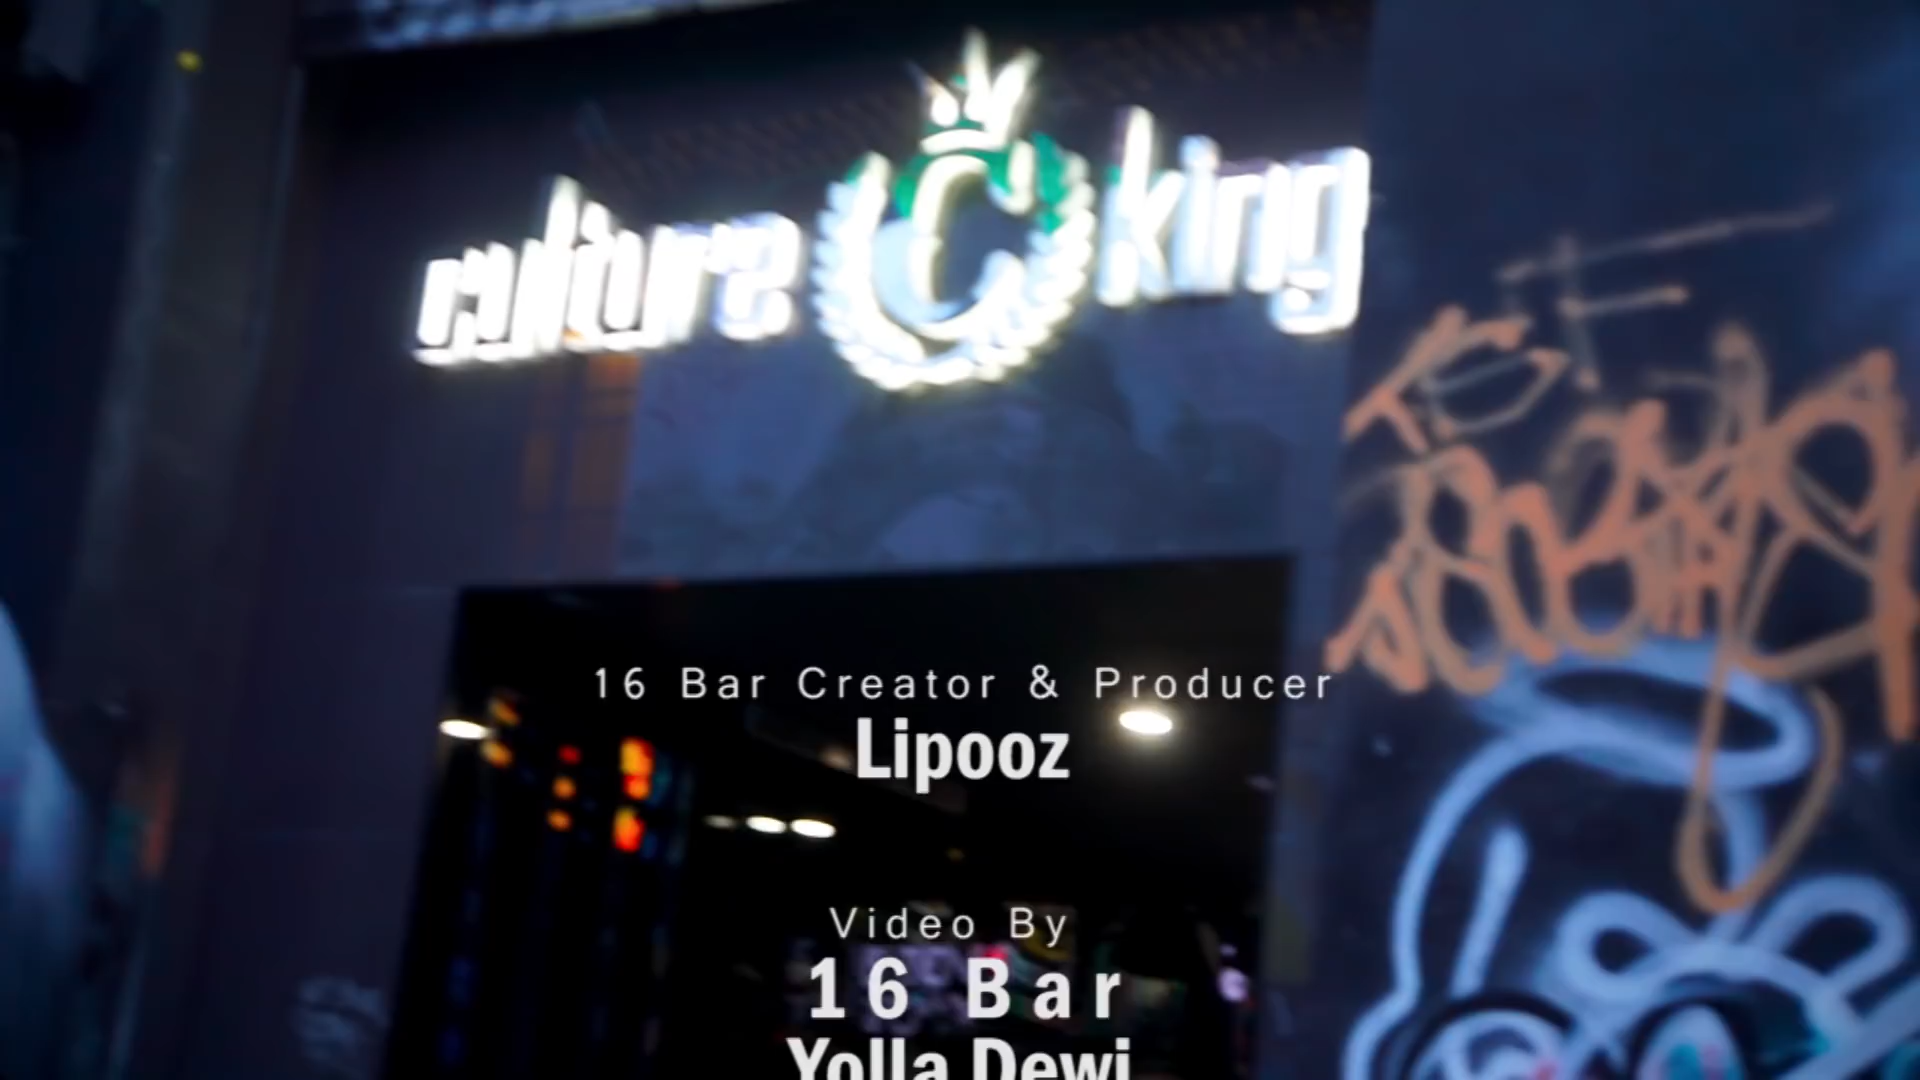 culture C king
16 Bar Creator & Producer
Lipooz
Video By
16 Bar
Yolla Dewi